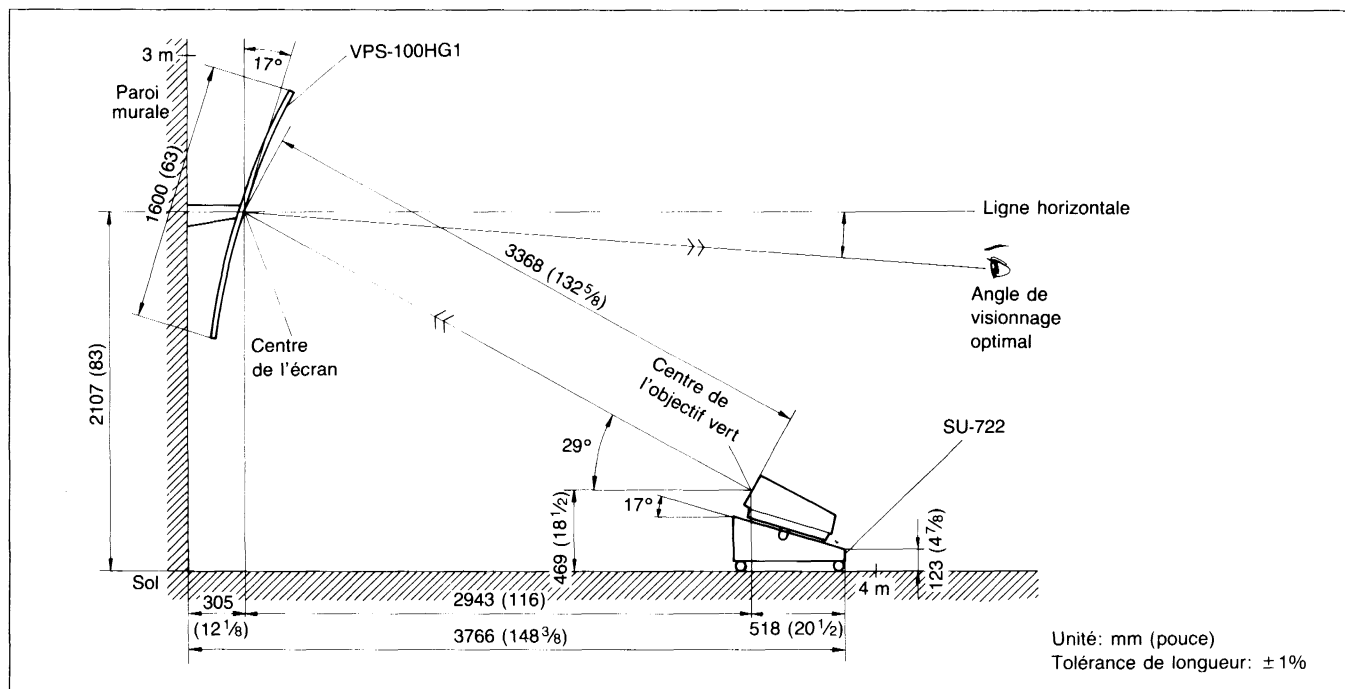 3 m
17°
VPS-100HG1
Paroi
murale
1600 (63)
Ligne horizontale
3368 (132 5/8)
Angle de
visionnage
optimal
Centre
de l'écran
2107 (83)
Centre de
l'objectif vert
SU-722
29°
17°
469 (18 1/2)
123 (4 7/8)
Sol
4 m
305
(12 1/8)
2943 (116)
518 (20 1/2)
3766 (148 3/8)
Unité: mm (pouce)
Tolérance de longueur: ± 1%